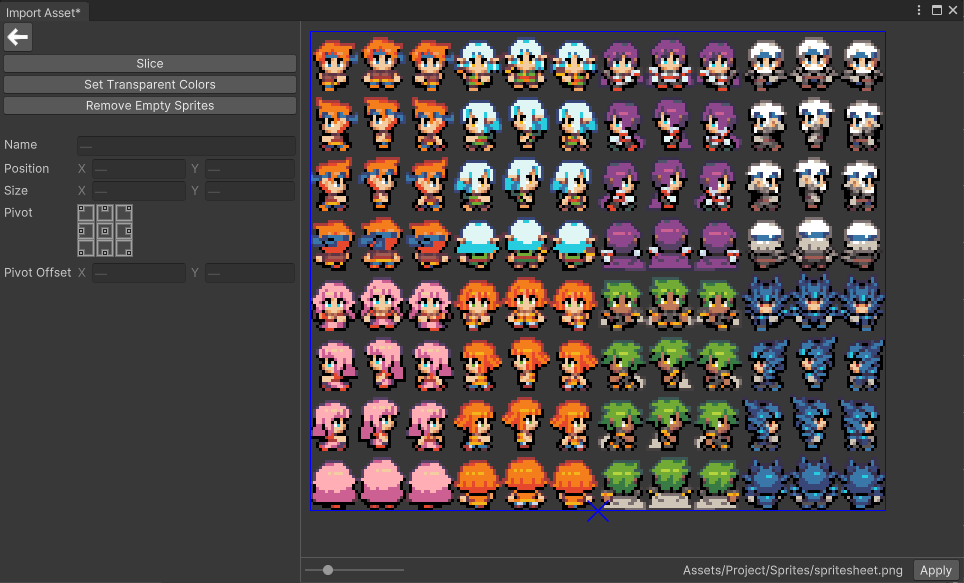 Import Asset*
Slice
Set Transparent Colors
Remove Empty Sprites
Name —
Position X — Y —
Size X — Y —
Pivot
Pivot Offset X — Y —
Assets/Project/Sprites/spritesheet.png Apply